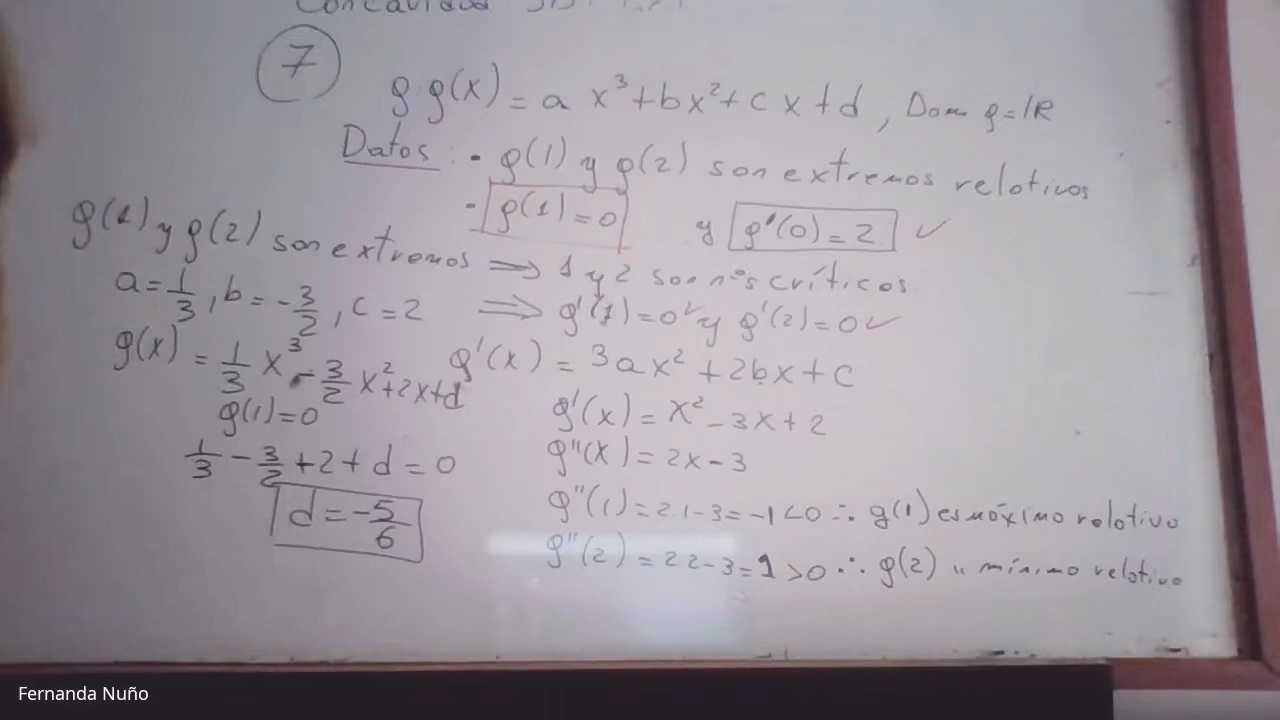 7
g: g(x) = a x³ + b x² + c x + d , Dom g = ℝ
Datos : • g(1) y g(2) son extremos relativos
• g(1) = 0 y g'(0) = 2 ✓
g(1) y g(2) son extremos ⟹ 1 y 2 son nºs críticos
⟹ g'(1) = 0 ✓ y g'(2) = 0 ✓
a = 1/3 , b = -3/2 , c = 2
g(x) = 1/3 x³ - 3/2 x² + 2x + d
g(1) = 0
1/3 - 3/2 + 2 + d = 0
d = -5/6
g'(x) = 3a x² + 2b x + c
g'(x) = x² - 3x + 2
g''(x) = 2x - 3
g''(1) = 2.1 - 3 = -1 < 0 ∴ g(1) es máximo relativo
g''(2) = 2.2 - 3 = 1 > 0 ∴ g(2) " mínimo relativo
Fernanda Nuño